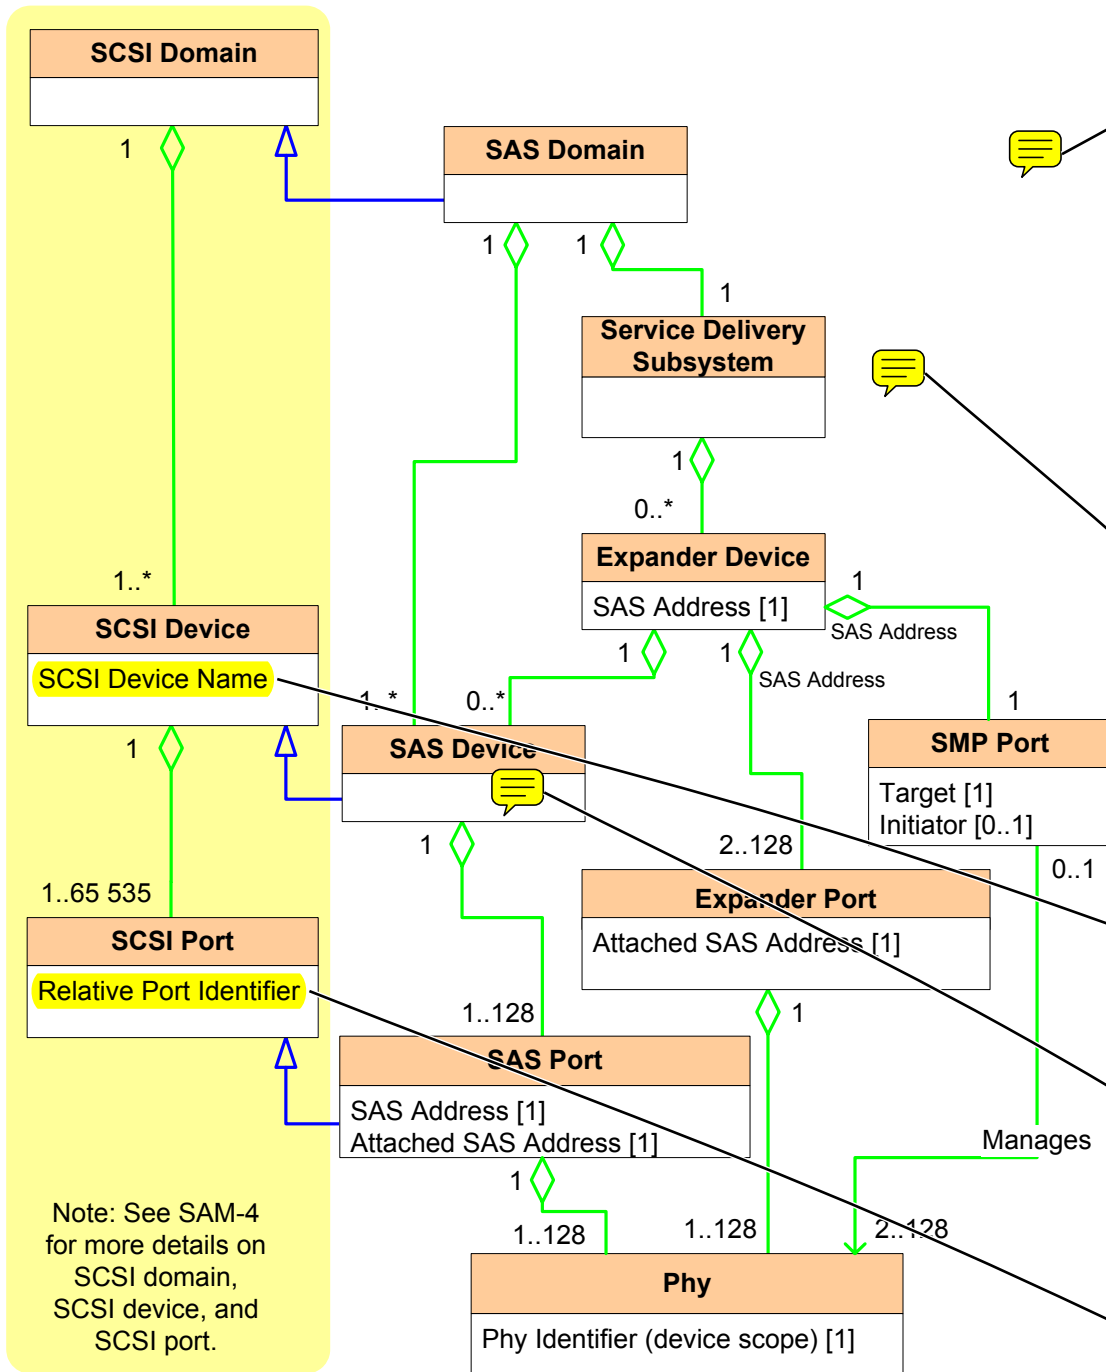 SCSI Domain
1
SAS Domain
1
1
1
Service Delivery
Subsystem
1
0..*
Expander Device
SAS Address [1]
1
SAS Address
1
1
SAS Address
1..*
SCSI Device
SCSI Device Name
1
1..*
0..*
SAS Device
1
1
SMP Port
Target [1]
Initiator [0..1]
0..1
2..128
Expander Port
Attached SAS Address [1]
1
1..65 535
SCSI Port
Relative Port Identifier
1..128
SAS Port
SAS Address [1]
Attached SAS Address [1]
1
Manages
1..128
1..128
2..128
Phy
Phy Identifier (device scope) [1]
Note: See SAM-4
for more details on
SCSI domain,
SCSI device, and
SCSI port.